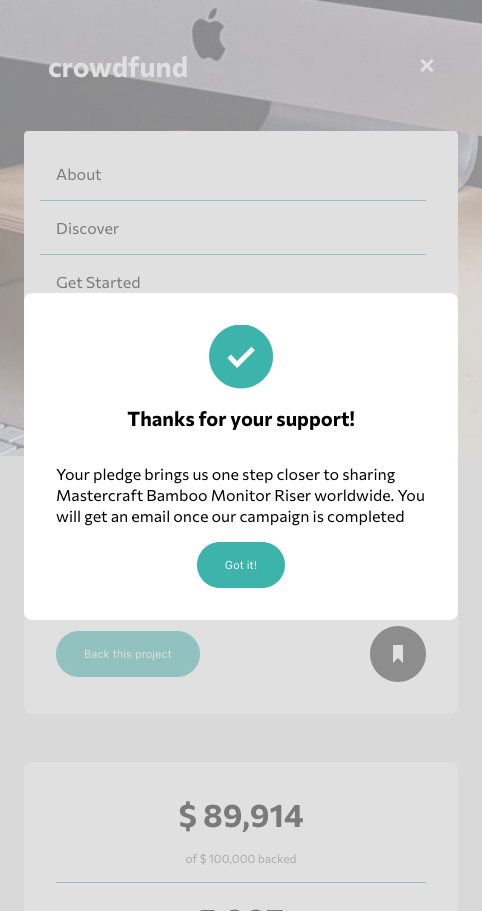 crowdfund
About
Discover
Get Started
Thanks for your support!
Your pledge brings us one step closer to sharing
Mastercraft Bamboo Monitor Riser worldwide. You
will get an email once our campaign is completed
Got it!
Back this project
$ 89,914
of $ 100,000 backed